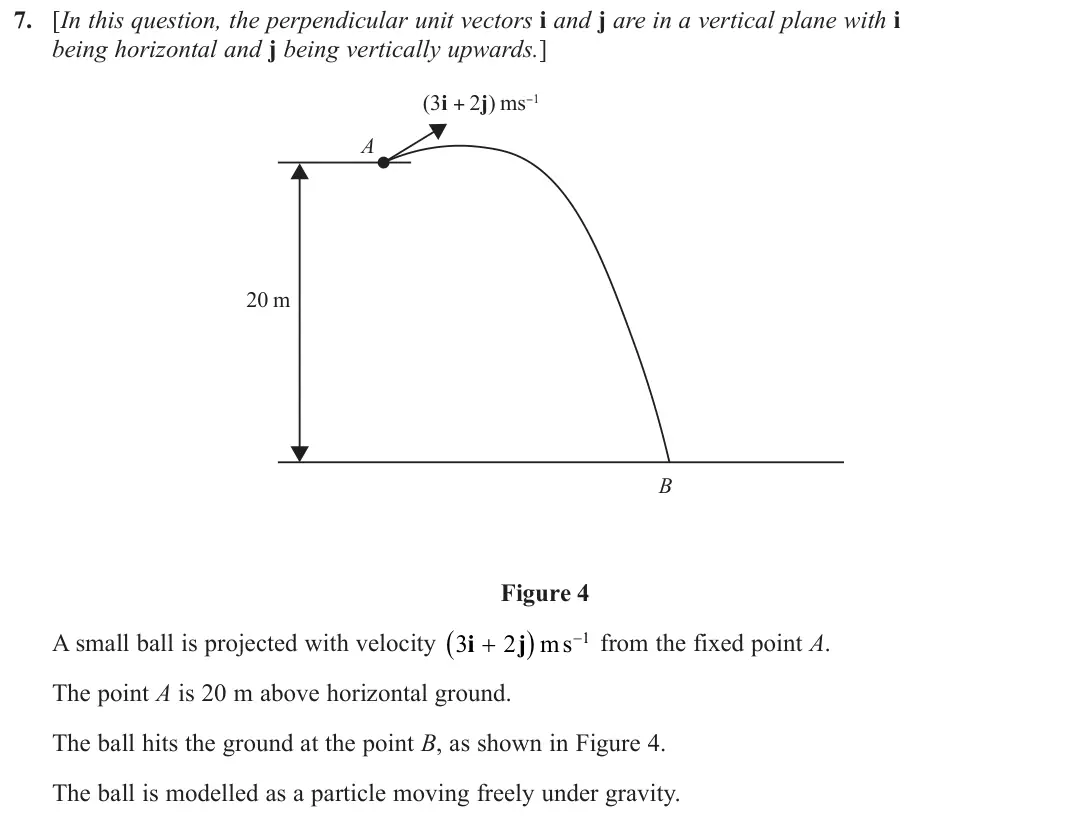 7. [In this question, the perpendicular unit vectors i and j are in a vertical plane with i
being horizontal and j being vertically upwards.]
(3i + 2j) ms⁻¹
A
20 m
B
Figure 4
A small ball is projected with velocity (3i + 2j) m s⁻¹ from the fixed point A.
The point A is 20 m above horizontal ground.
The ball hits the ground at the point B, as shown in Figure 4.
The ball is modelled as a particle moving freely under gravity.